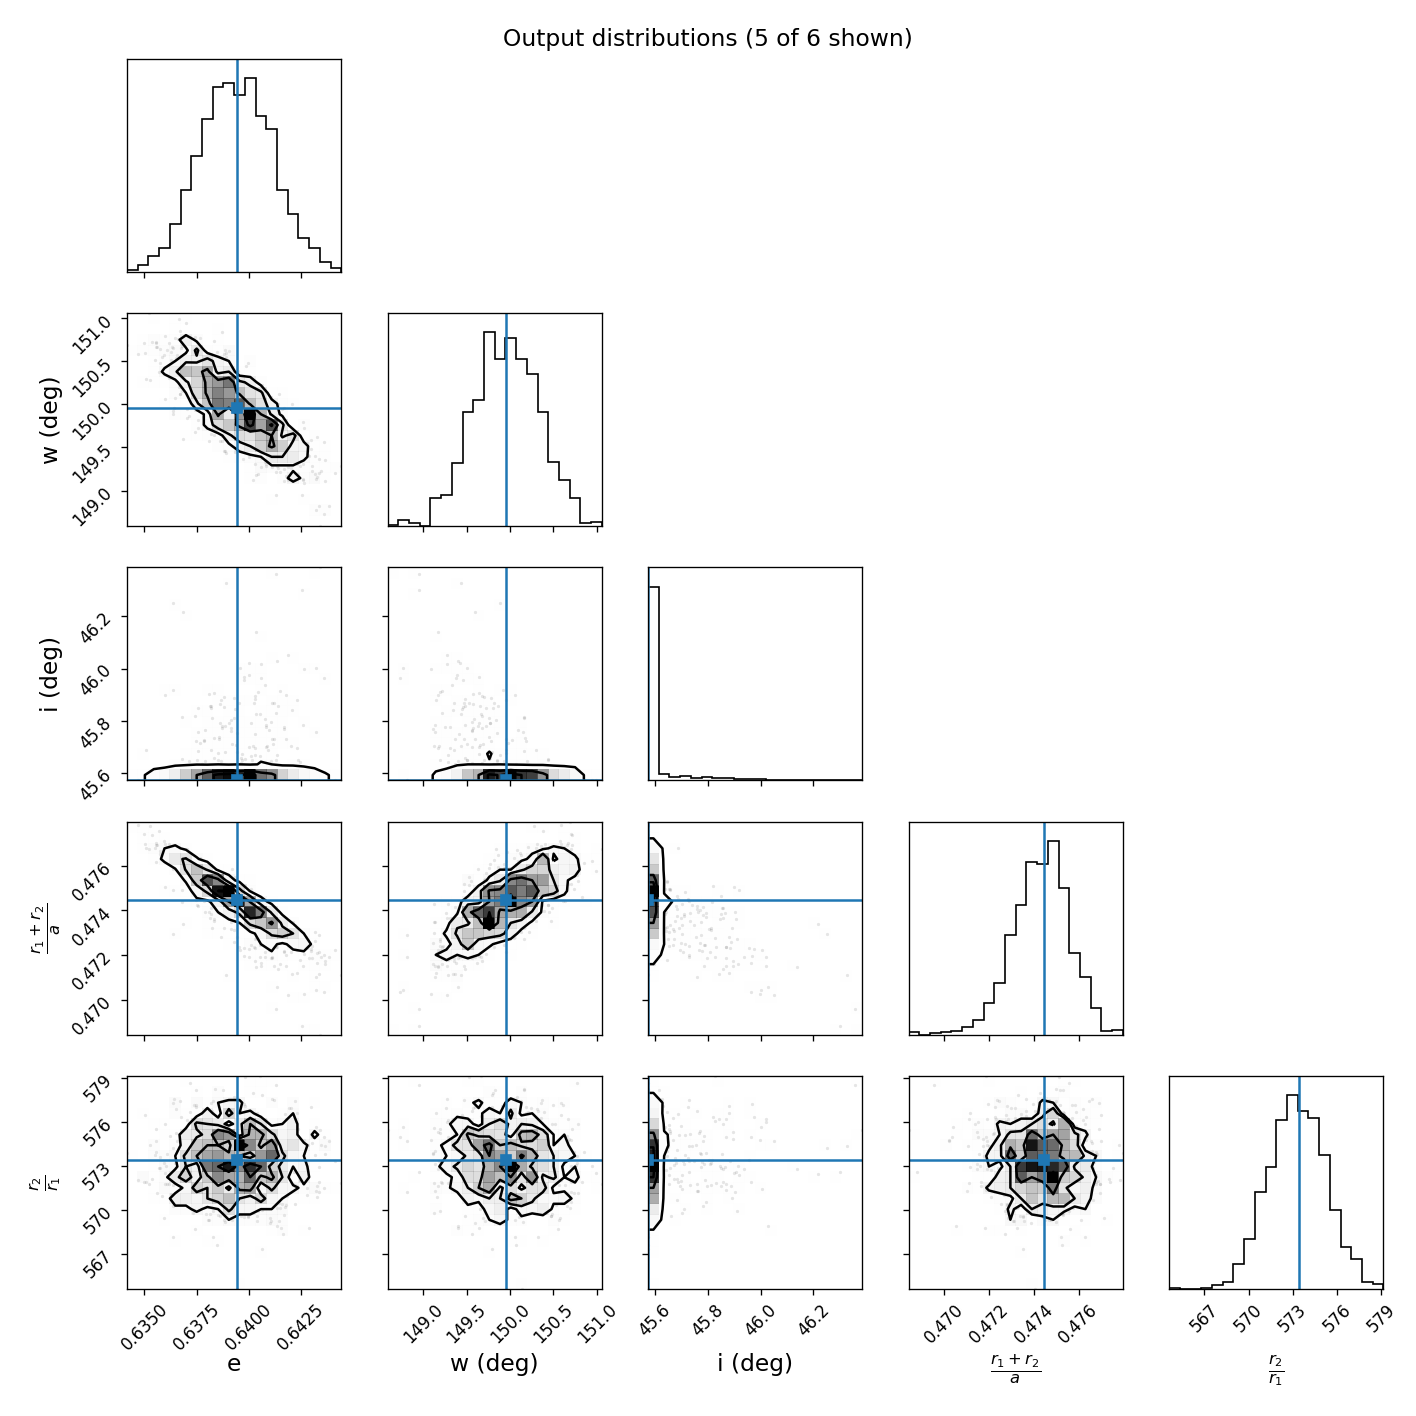 Output distributions (5 of 6 shown)
w (deg)
151.0
150.5
150.0
149.5
149.0
i (deg)
46.2
46.0
45.8
45.6
r₁ + r₂
a
0.476
0.474
0.472
0.470
r₂
r₁
579
576
573
570
567
0.6350 0.6375 0.6400 0.6425
149.0 149.5 150.0 150.5 151.0
45.6 45.8 46.0 46.2
0.470 0.472 0.474 0.476
567 570 573 576 579
e
w (deg)
i (deg)
r₁ + r₂
a
r₂
r₁